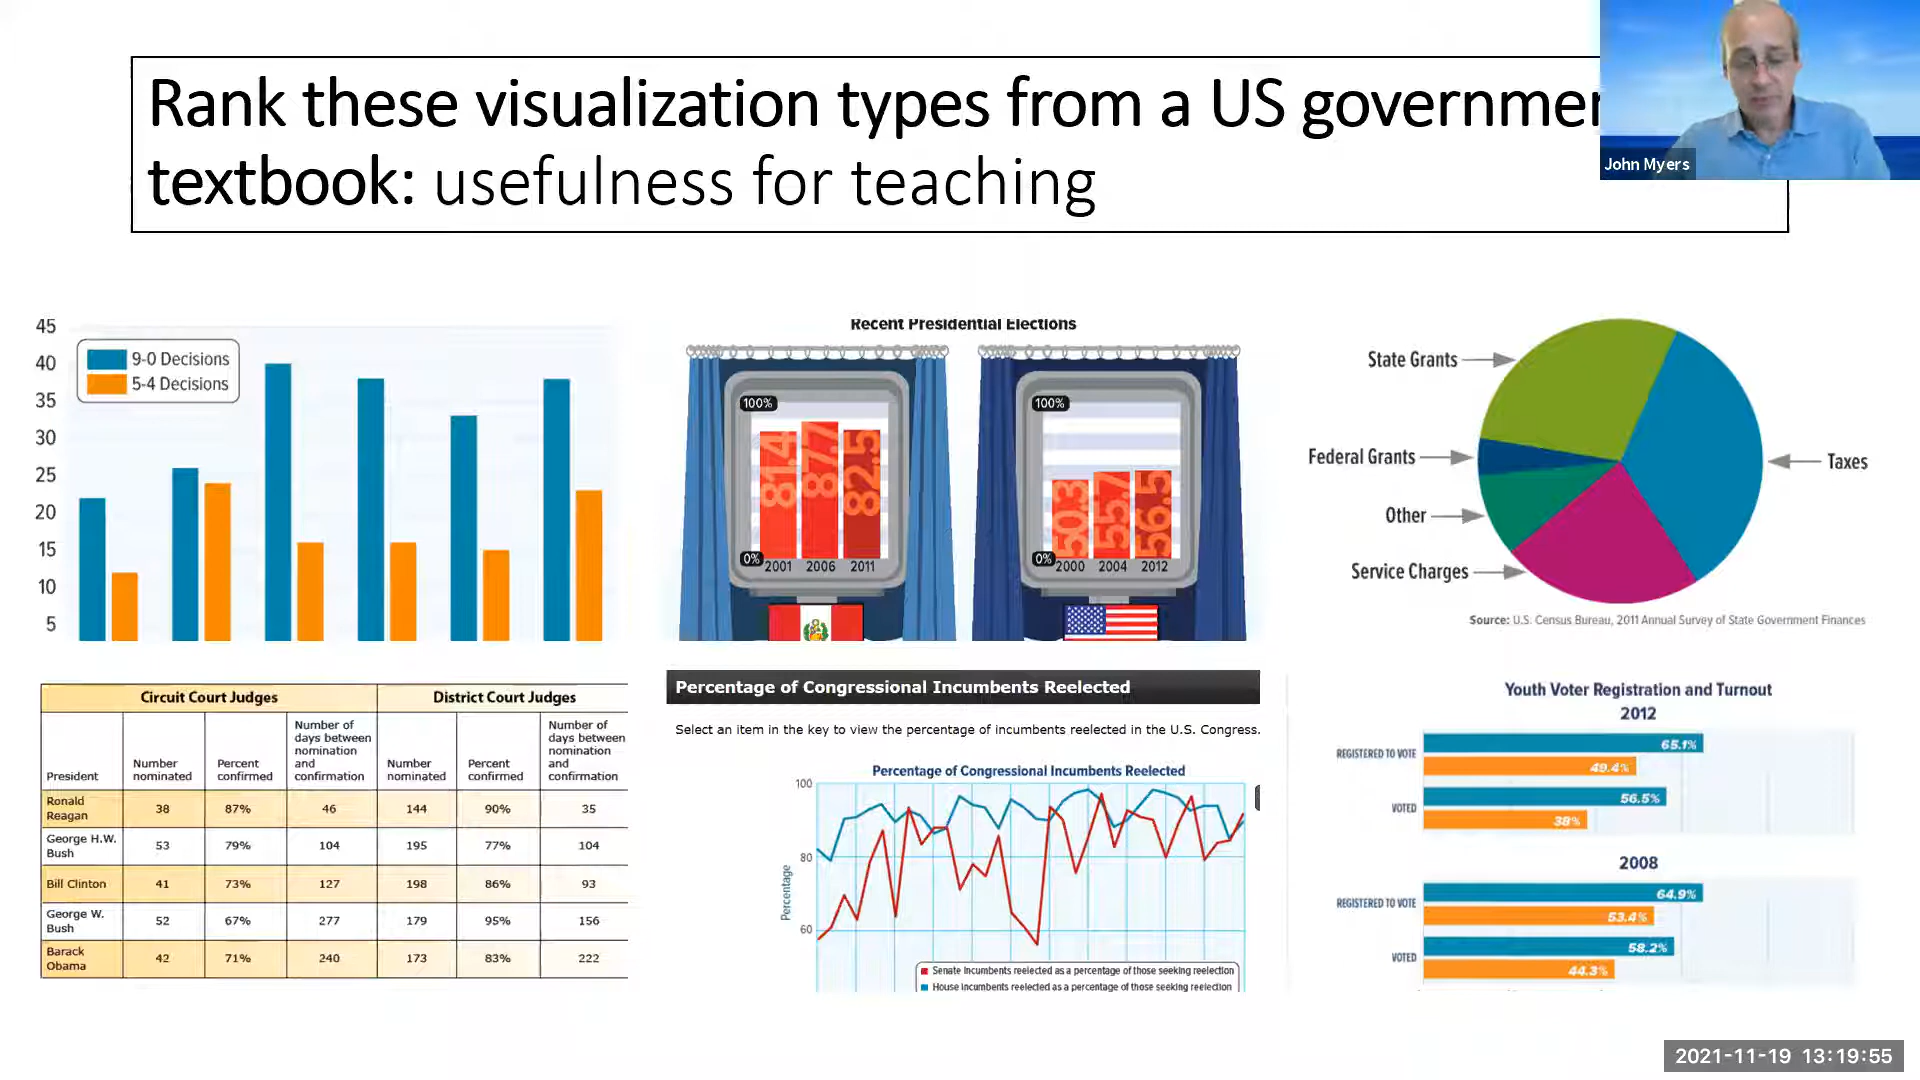 Rank these visualization types from a US governmen
textbook: usefulness for teaching
John Myers
45
40
35
30
25
20
15
10
5
9-0 Decisions
5-4 Decisions
Recent Presidential Elections
100%
81.4
87.7
82.5
0%
2001 2006 2011
100%
50.3
55.7
56.5
0%
2000 2004 2012
State Grants
Federal Grants
Other
Service Charges
Taxes
Source: U.S. Census Bureau, 2011 Annual Survey of State Government Finances
Circuit Court Judges District Court Judges
President
Number nominated
Percent confirmed
Number of days between nomination and confirmation
Number nominated
Percent confirmed
Number of days between nomination and confirmation
Ronald Reagan 38 87% 46 144 90% 35
George H.W. Bush 53 79% 104 195 77% 104
Bill Clinton 41 73% 127 198 86% 93
George W. Bush 52 67% 277 179 95% 156
Barack Obama 42 71% 240 173 83% 222
Percentage of Congressional Incumbents Reelected
Select an item in the key to view the percentage of incumbents reelected in the U.S. Congress.
Percentage of Congressional Incumbents Reelected
Percentage
100
80
60
Senate incumbents reelected as a percentage of those seeking reelection
House incumbents reelected as a percentage of those seeking reelection
Youth Voter Registration and Turnout
2012
REGISTERED TO VOTE
65.1%
49.4%
VOTED
56.5%
38%
2008
REGISTERED TO VOTE
64.9%
53.4%
VOTED
58.2%
44.3%
2021-11-19 13:19:55